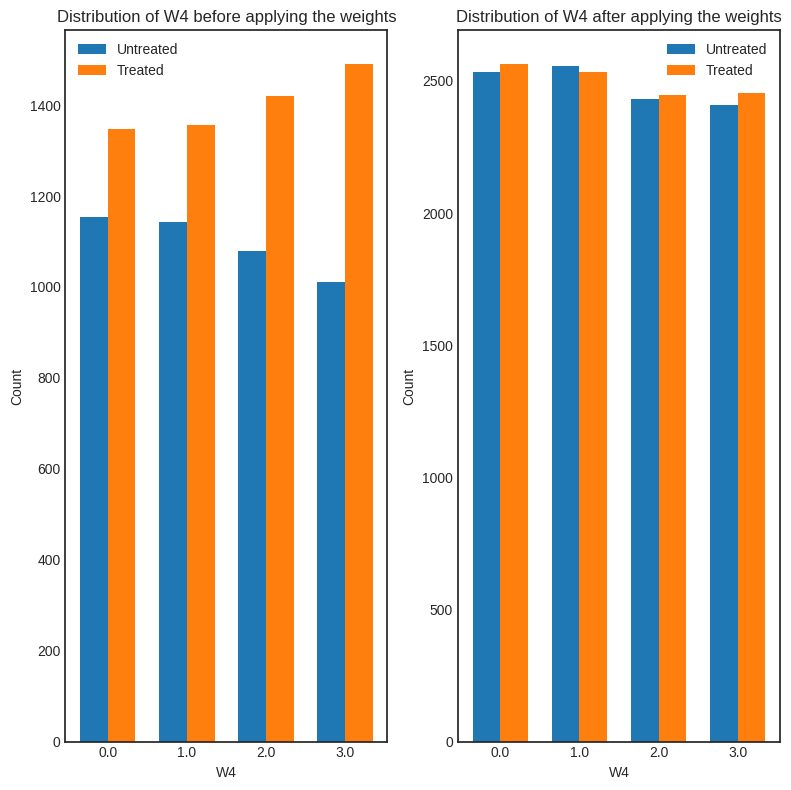 Distribution of W4 before applying the weights
Untreated
Treated
1400
1200
1000
800
600
400
200
0
0.0 1.0 2.0 3.0
W4
Count
Distribution of W4 after applying the weights
Untreated
Treated
2500
2000
1500
1000
500
0
0.0 1.0 2.0 3.0
W4
Count